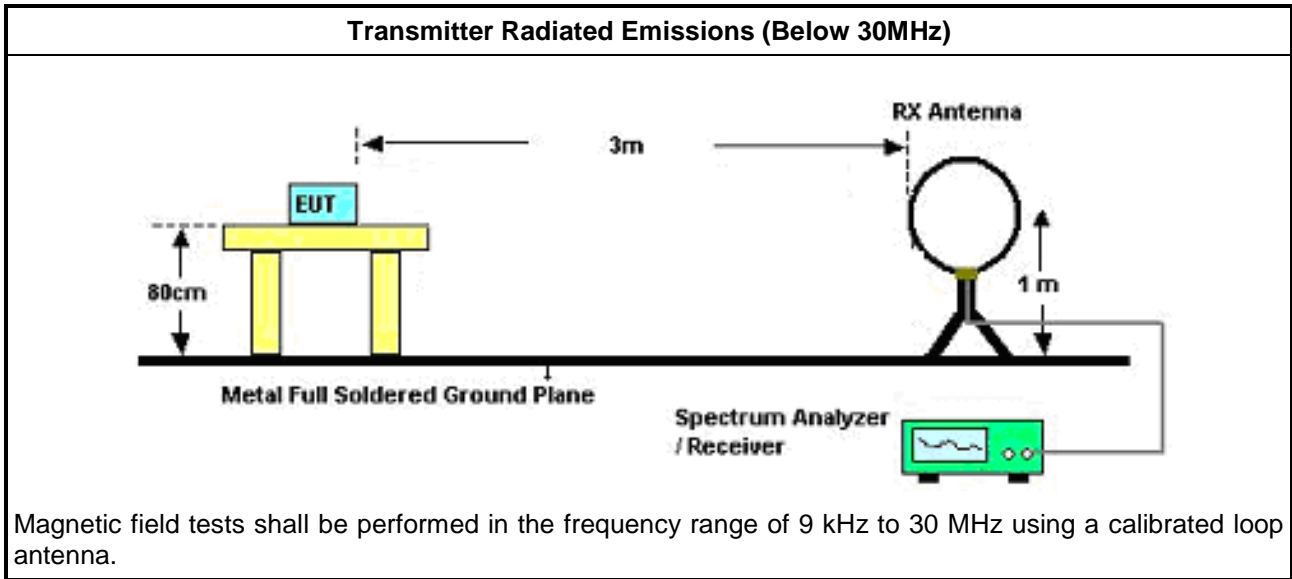 Transmitter Radiated Emissions (Below 30MHz)
RX Antenna
3m
EUT
80cm
1 m
Metal Full Soldered Ground Plane
Spectrum Analyzer
/ Receiver
Magnetic field tests shall be performed in the frequency range of 9 kHz to 30 MHz using a calibrated loop
antenna.